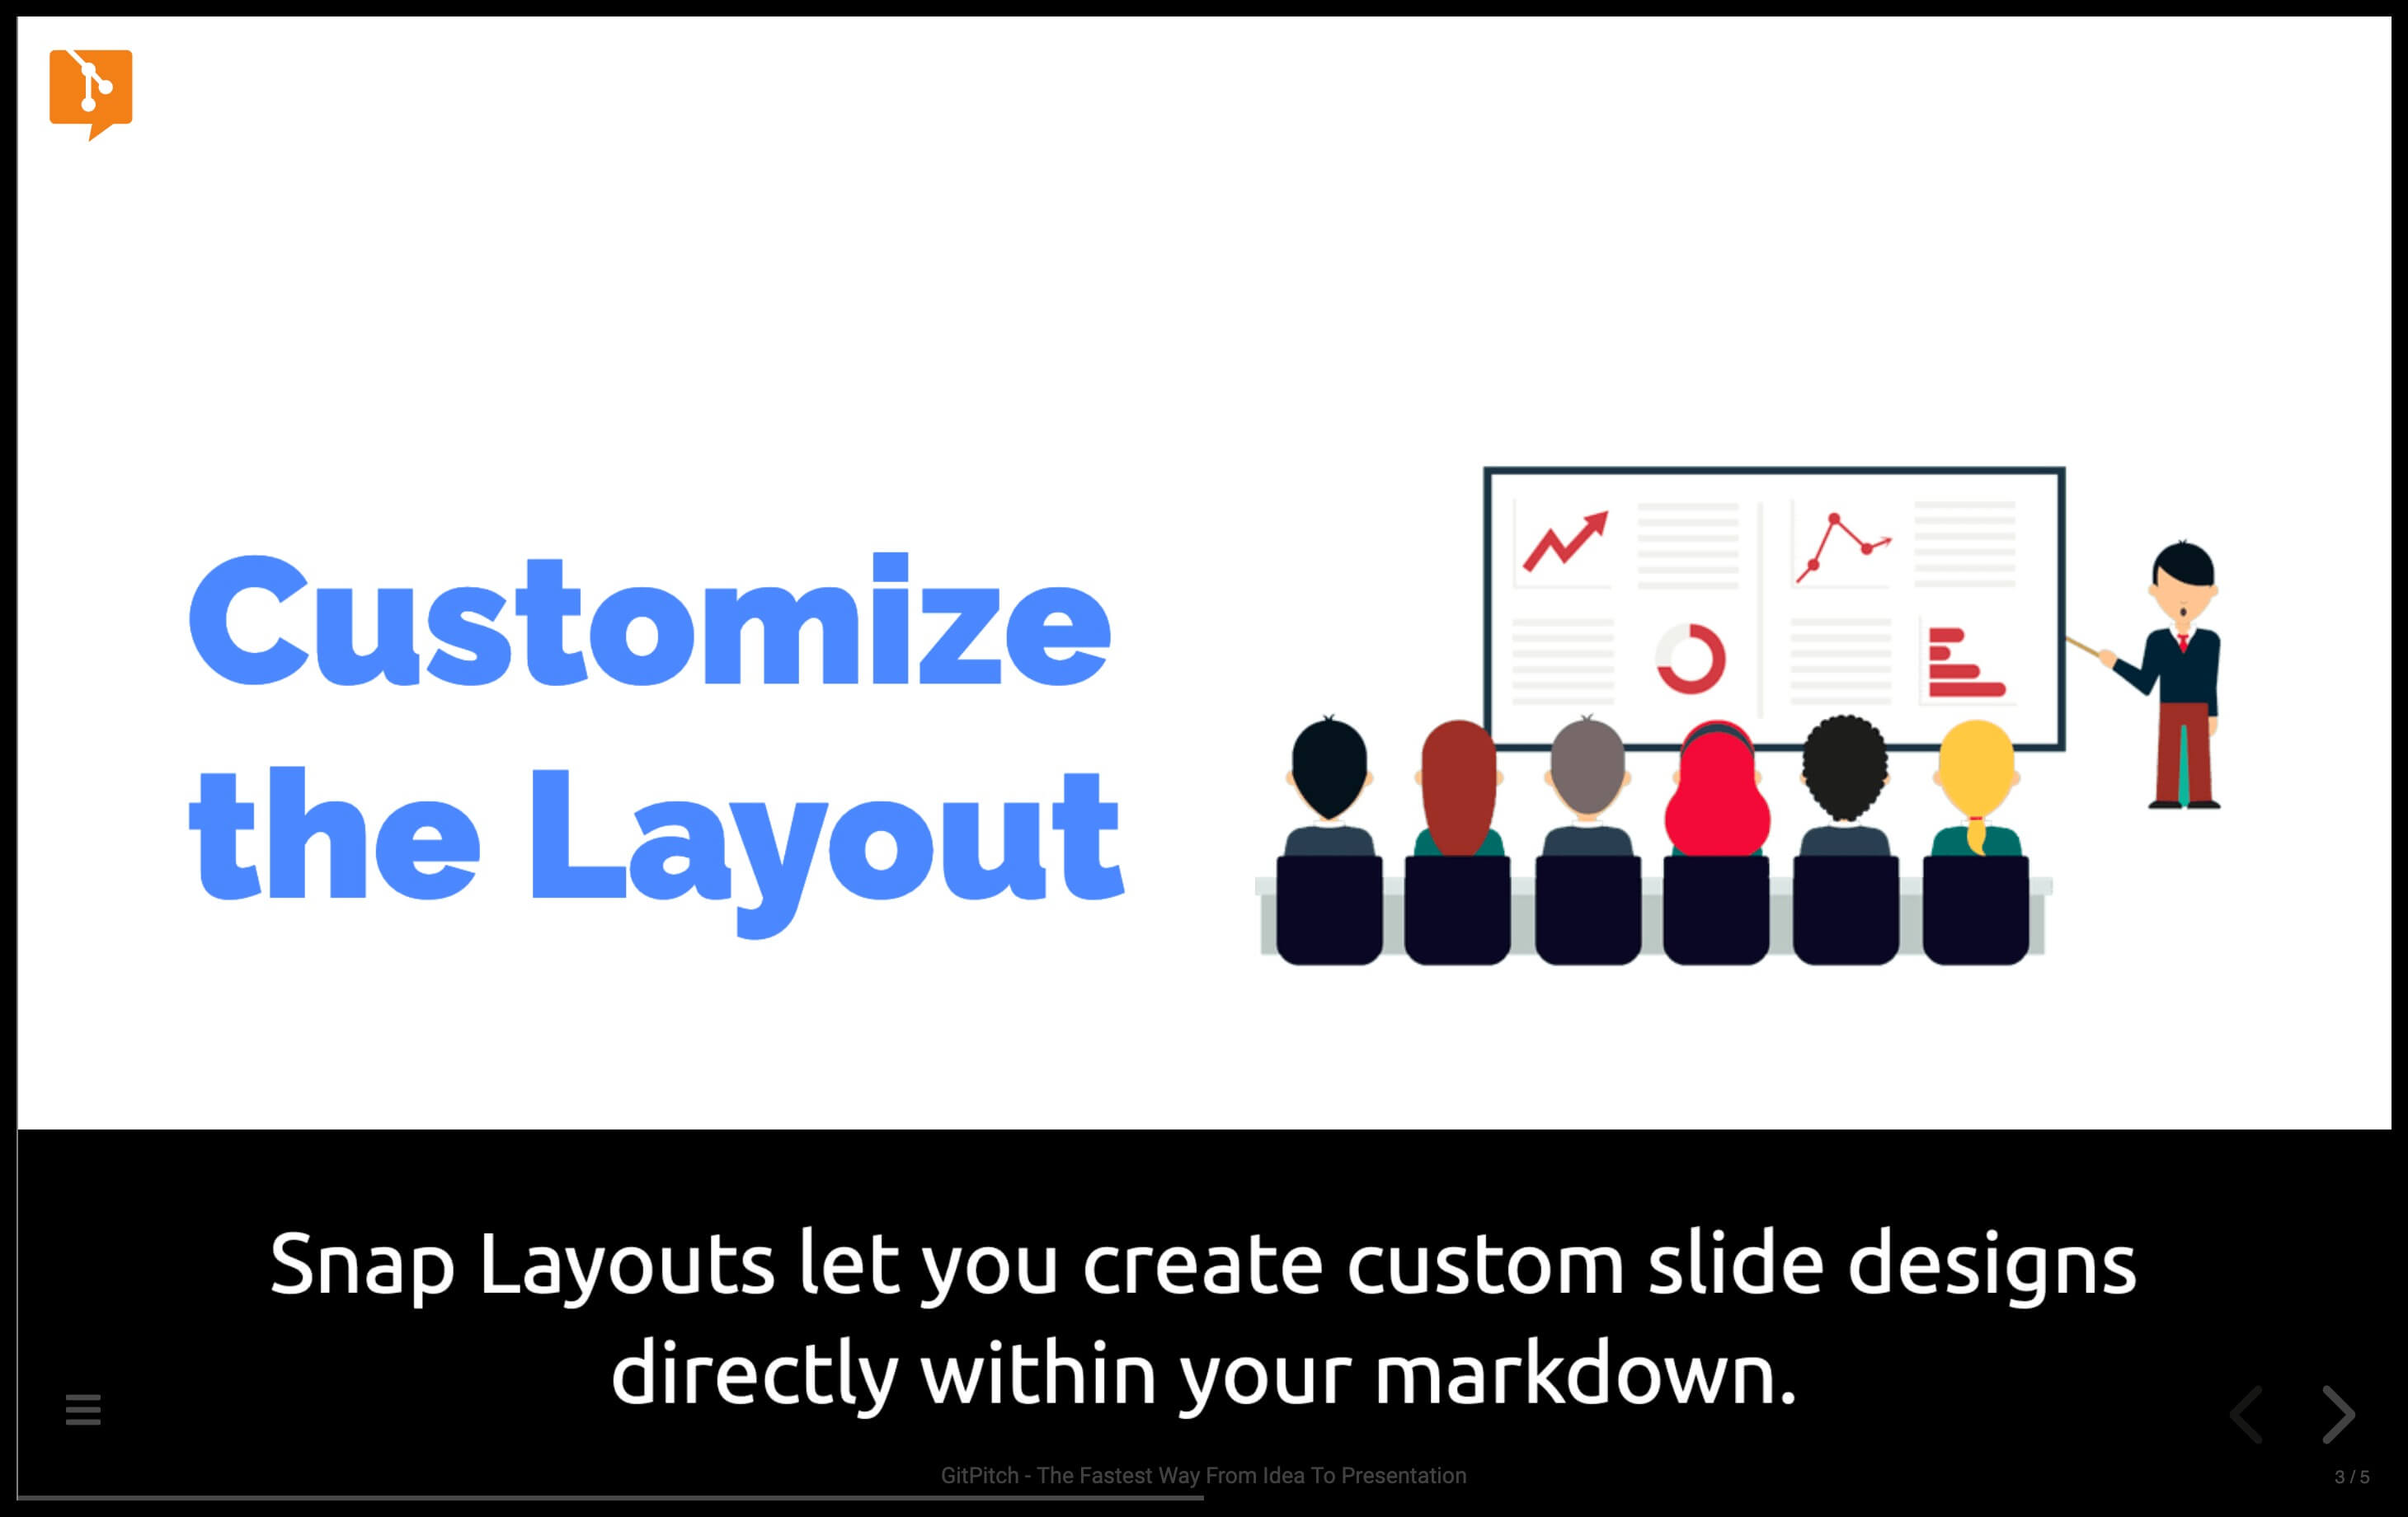 Customize
the Layout
Snap Layouts let you create custom slide designs
directly within your markdown.
GitPitch - The Fastest Way From Idea To Presentation
3 / 5